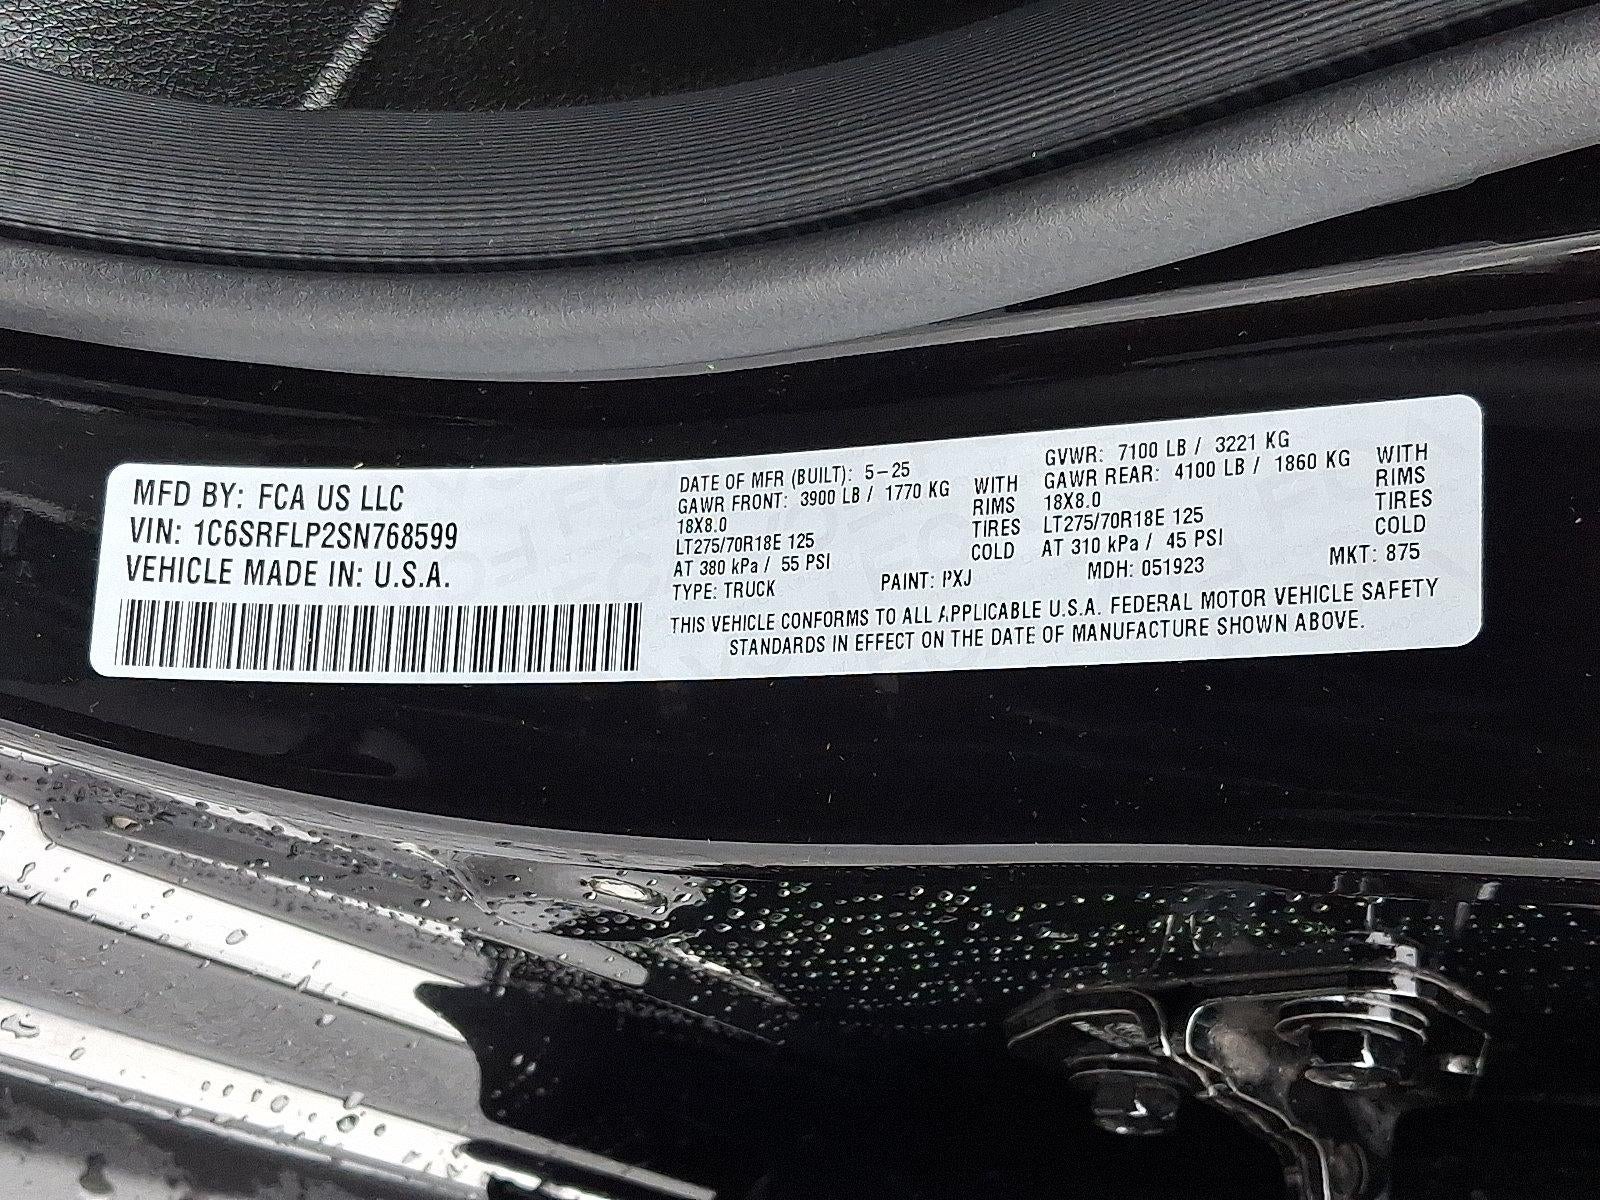 MFD BY: FCA US LLC
VIN: 1C6SRFLP2SN768599
VEHICLE MADE IN: U.S.A.
DATE OF MFR (BUILT): 5-25
GAWR FRONT: 3900 LB / 1770 KG WITH
18X8.0 RIMS
LT275/70R18E 125 TIRES
AT 380 kPa / 55 PSI COLD
TYPE: TRUCK PAINT: PXJ
GVWR: 7100 LB / 3221 KG
GAWR REAR: 4100 LB / 1860 KG WITH
18X8.0 RIMS
LT275/70R18E 125 TIRES
AT 310 kPa / 45 PSI COLD
MDH: 051923 MKT: 875
THIS VEHICLE CONFORMS TO ALL APPLICABLE U.S.A. FEDERAL MOTOR VEHICLE SAFETY
STANDARDS IN EFFECT ON THE DATE OF MANUFACTURE SHOWN ABOVE.